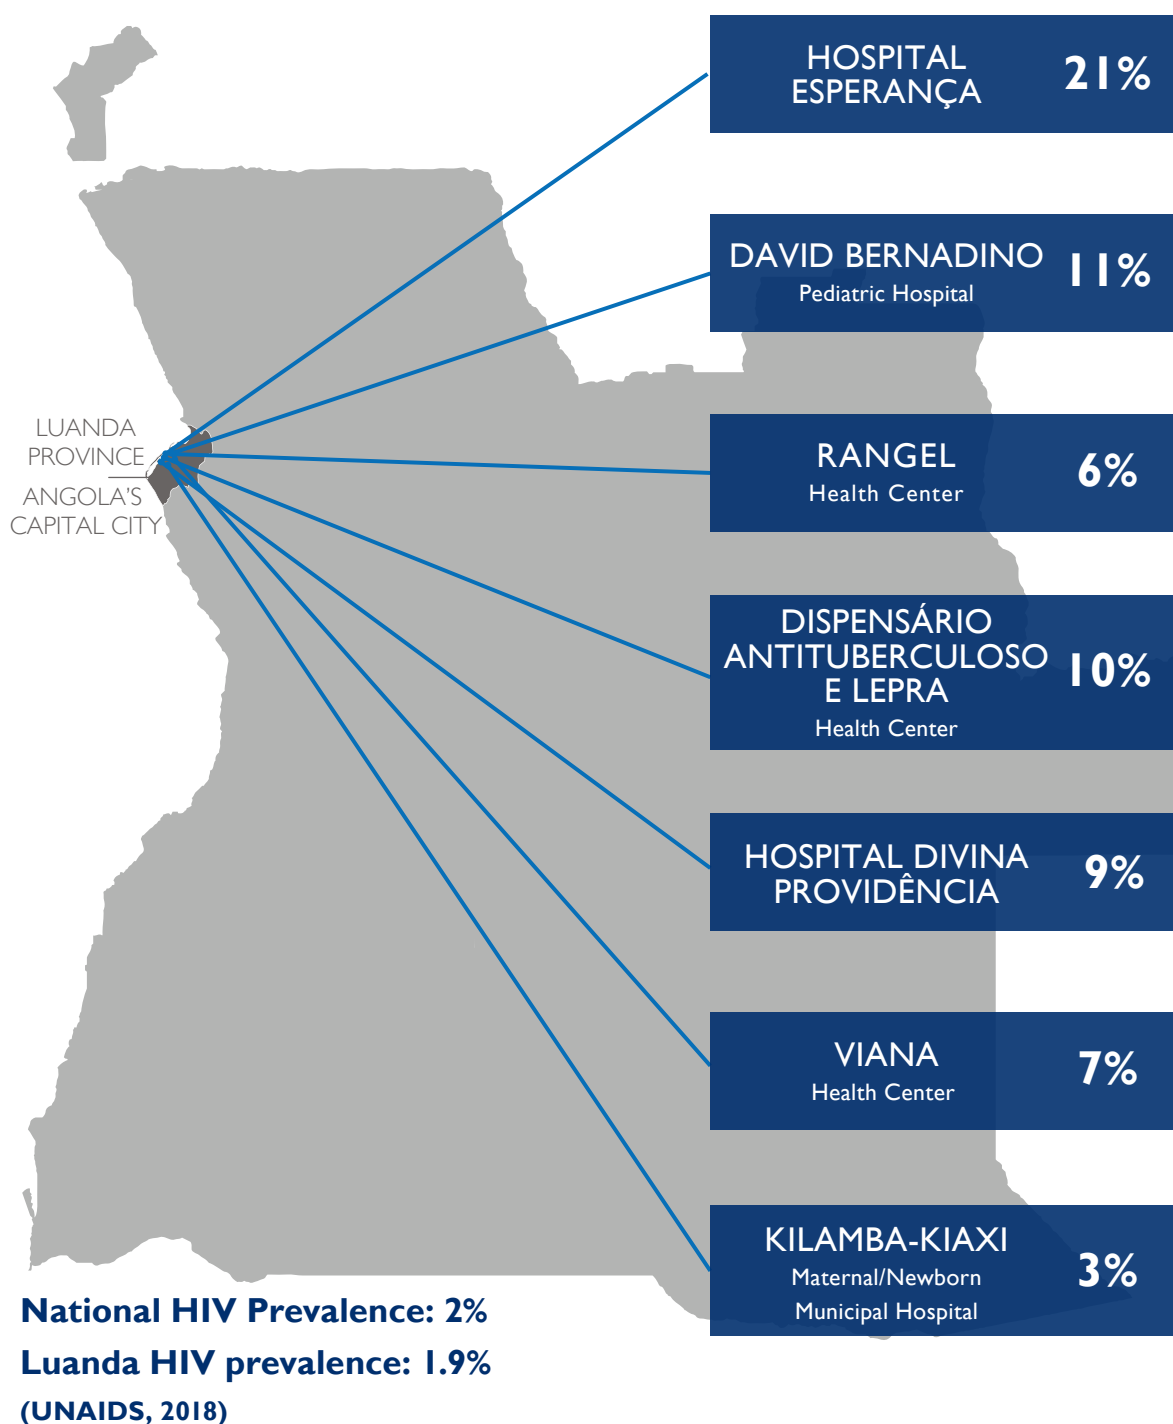 HOSPITAL
ESPERANÇA
21%
DAVID BERNADINO
Pediatric Hospital
11%
LUANDA
PROVINCE
ANGOLA'S
CAPITAL CITY
RANGEL
Health Center
6%
DISPENSÁRIO
ANTITUBERCULOSO
E LEPRA
Health Center
10%
HOSPITAL DIVINA
PROVIDÊNCIA
9%
VIANA
Health Center
7%
KILAMBA-KIAXI
Maternal/Newborn
Municipal Hospital
3%
National HIV Prevalence: 2%
Luanda HIV prevalence: 1.9%
(UNAIDS, 2018)